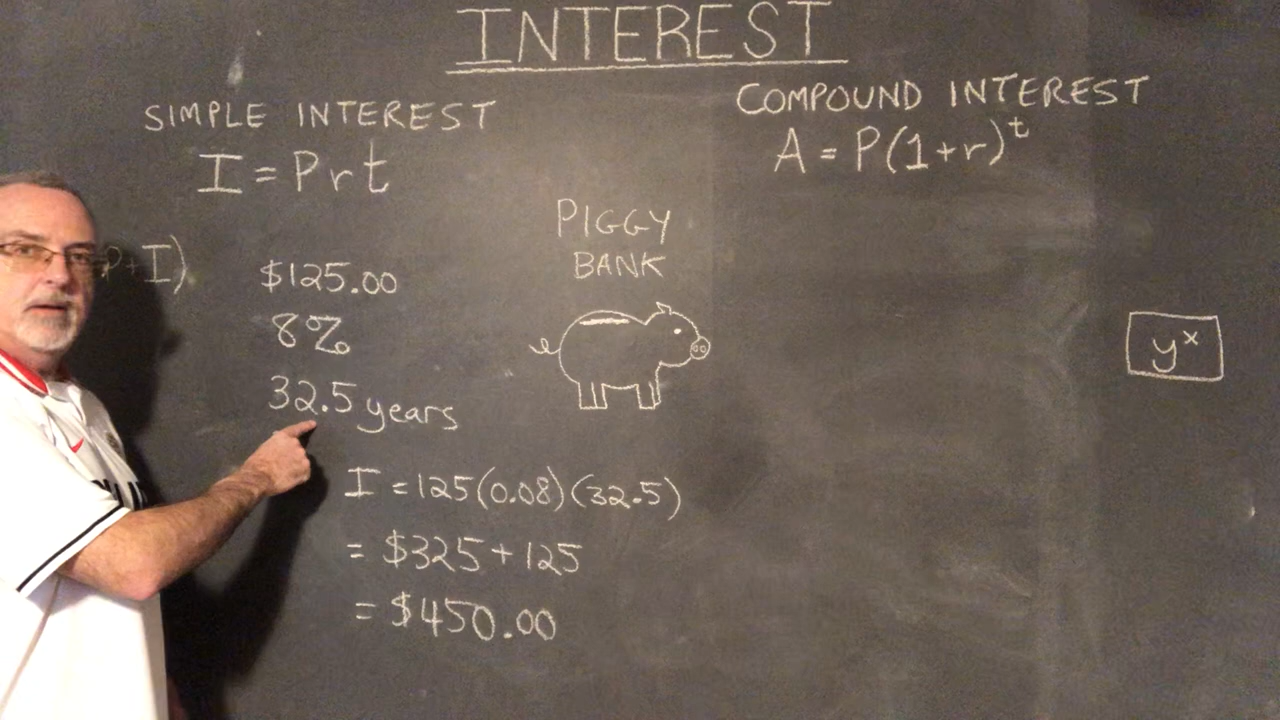 INTEREST
SIMPLE INTEREST
I = Prt
P + I)
$125.00
8%
32.5 years
I = 125(0.08)(32.5)
= $325 + 125
= $450.00
PIGGY
BANK
COMPOUND INTEREST
A = P(1+r)^t
y^x